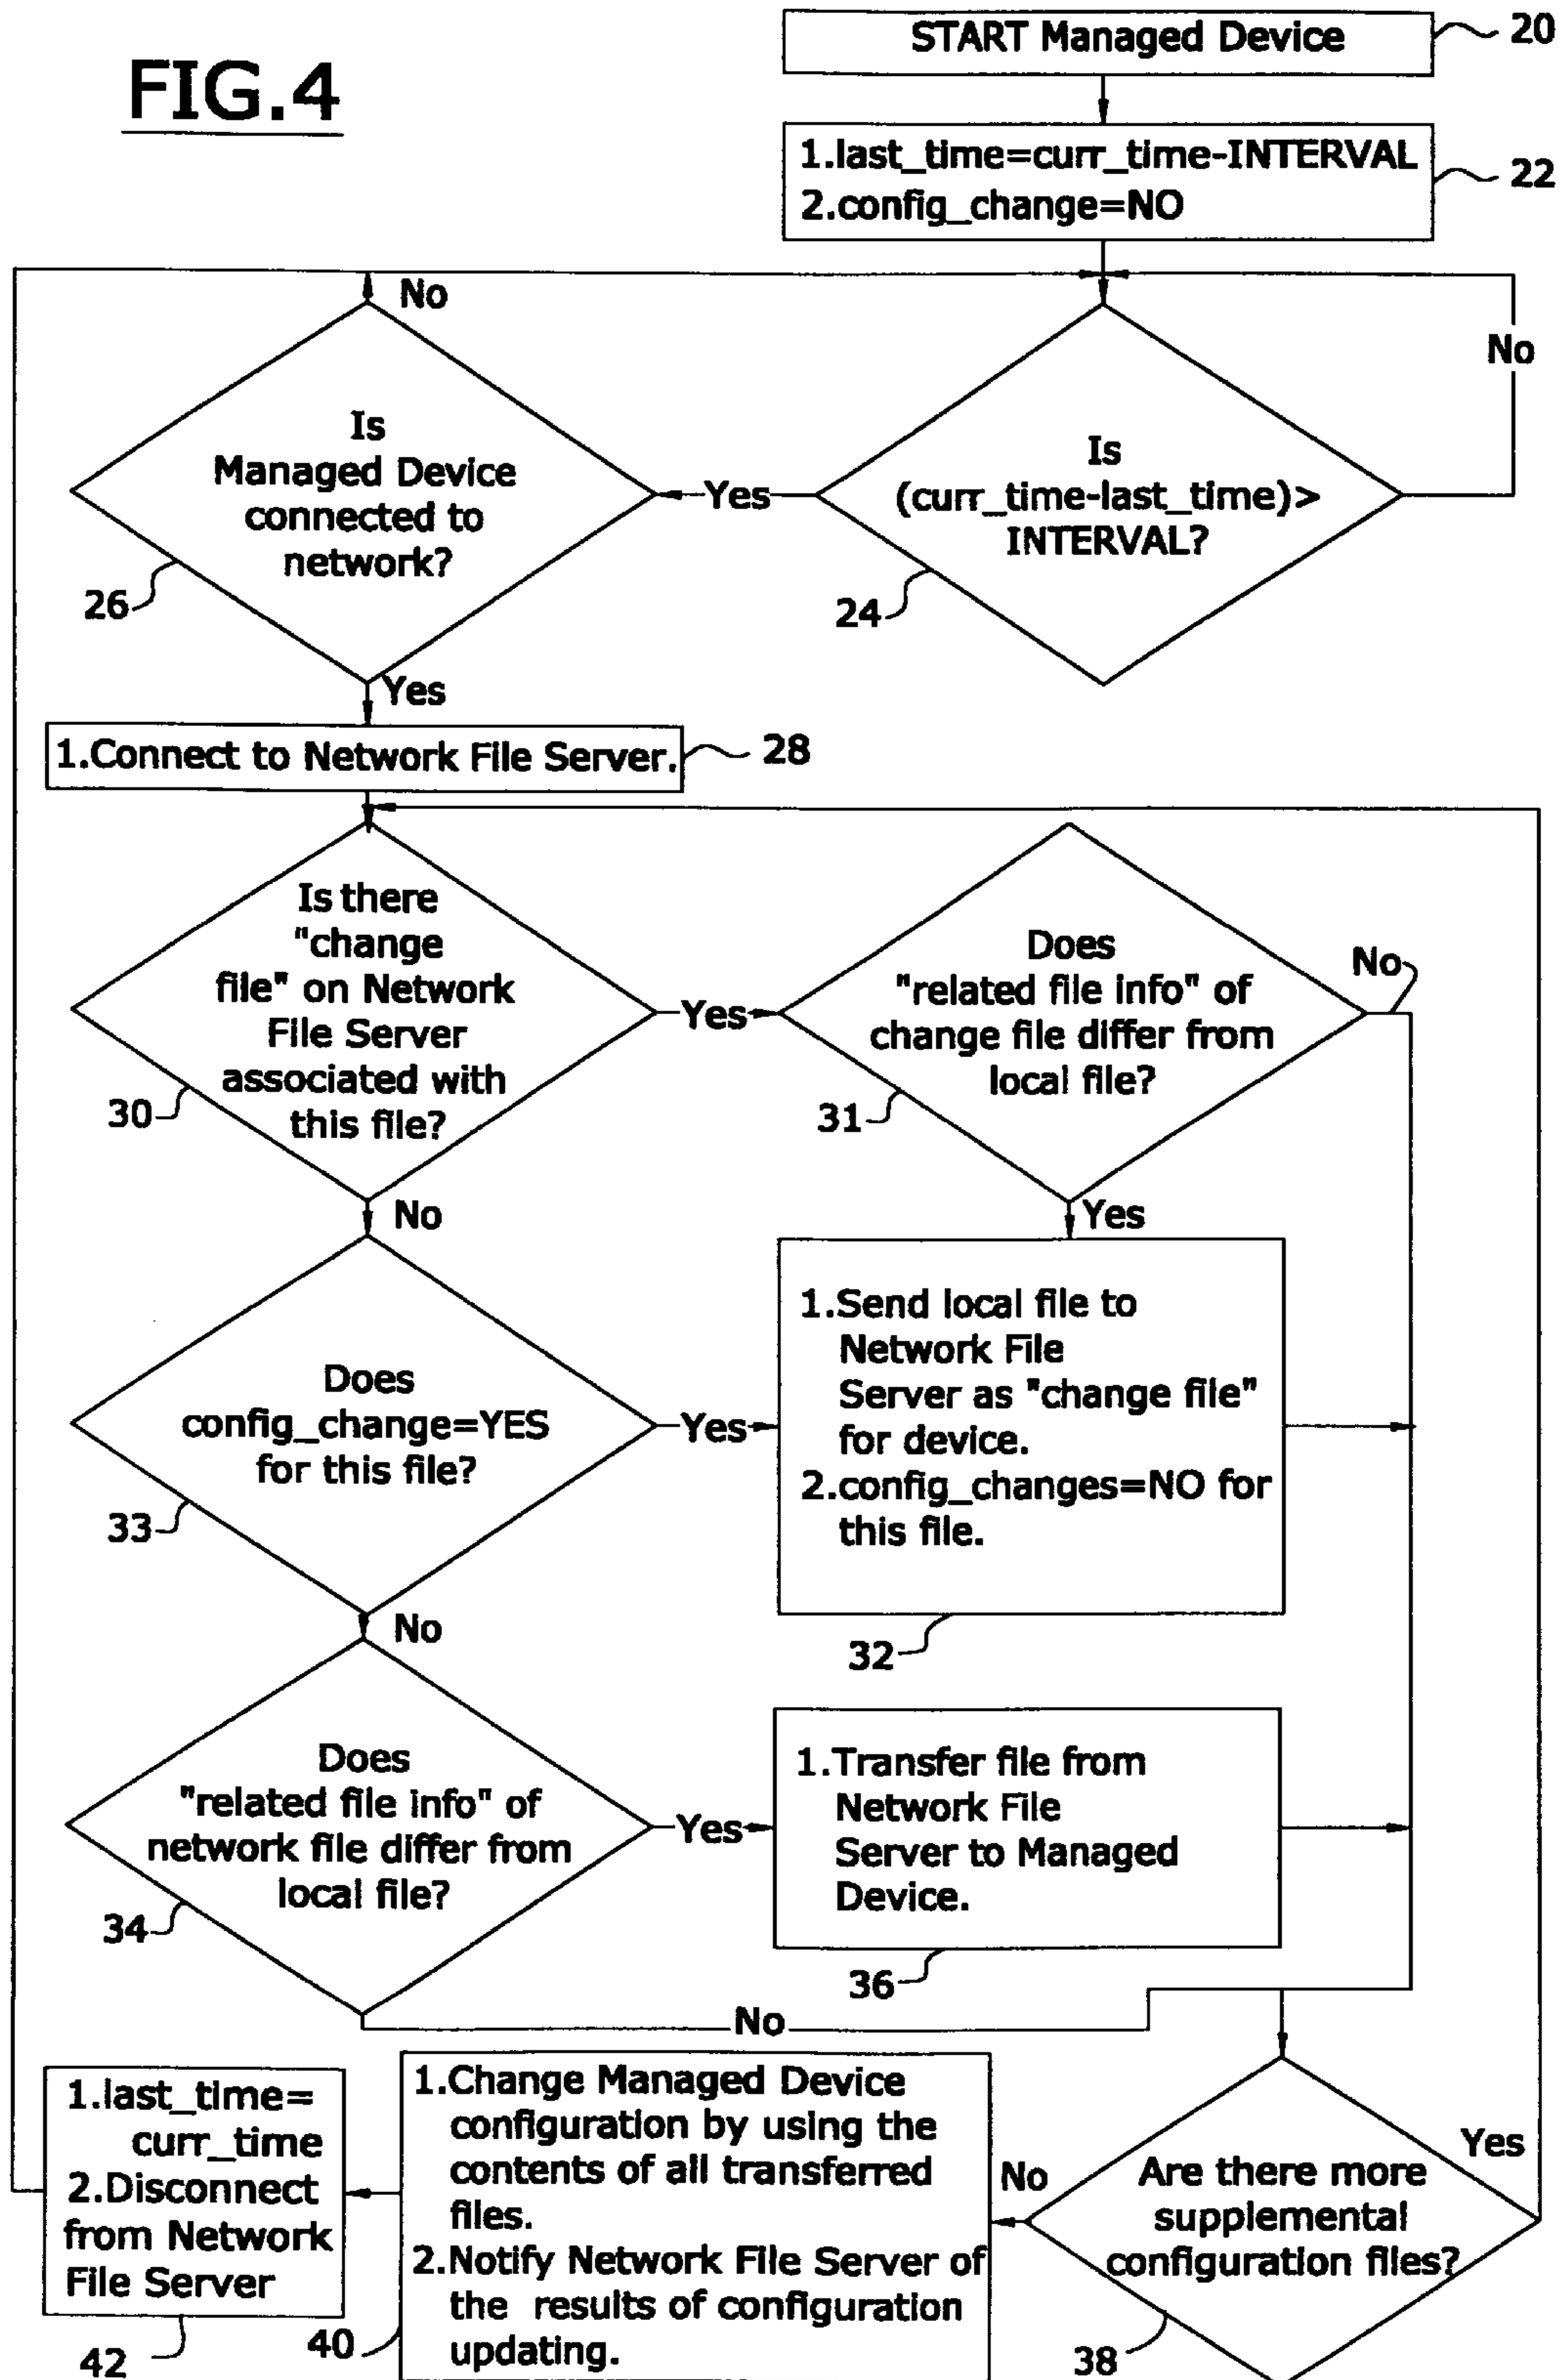 FIG.4
START Managed Device
20
1.last_time=curr_time-INTERVAL
2.config_change=NO
22
No
No
Is
Managed Device
connected to
network?
26
Yes
Is
(curr_time-last_time)>
INTERVAL?
24
Yes
1.Connect to Network File Server.
28
Is there
"change
file" on Network
File Server
associated with
this file?
30
Yes
Does
"related file info" of
change file differ from
local file?
31
No
No
Yes
Does
config_change=YES
for this file?
33
Yes
1.Send local file to
Network File
Server as "change file"
for device.
2.config_changes=NO for
this file.
32
No
Does
"related file info" of
network file differ from
local file?
34
Yes
1.Transfer file from
Network File
Server to Managed
Device.
36
No
1.last_time=
curr_time
2.Disconnect
from Network
File Server
42
1.Change Managed Device
configuration by using the
contents of all transferred
files.
2.Notify Network File Server of
the results of configuration
updating.
40
No
Are there more
supplemental
configuration files?
38
Yes